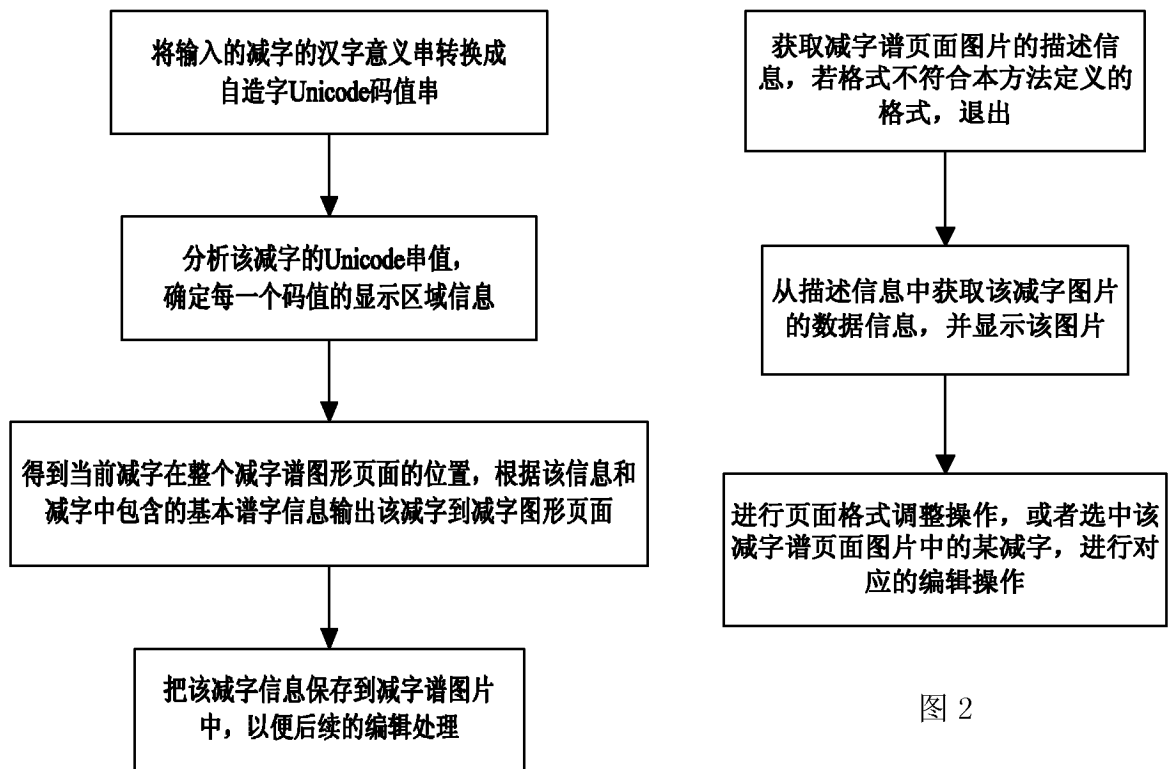 将输入的减字的汉字意义串转换成
自造字Unicode码值串
分析该减字的Unicode串值，
确定每一个码值的显示区域信息
得到当前减字在整个减字谱图形页面的位置，根据该信息和
减字中包含的基本谱字信息输出该减字到减字图形页面
把该减字信息保存到减字谱图片
中，以便后续的编辑处理
获取减字谱页面图片的描述信
息，若格式不符合本方法定义的
格式，退出
从描述信息中获取该减字图片
的数据信息，并显示该图片
进行页面格式调整操作，或者选中该
减字谱页面图片中的某减字，进行对
应的编辑操作
图 2